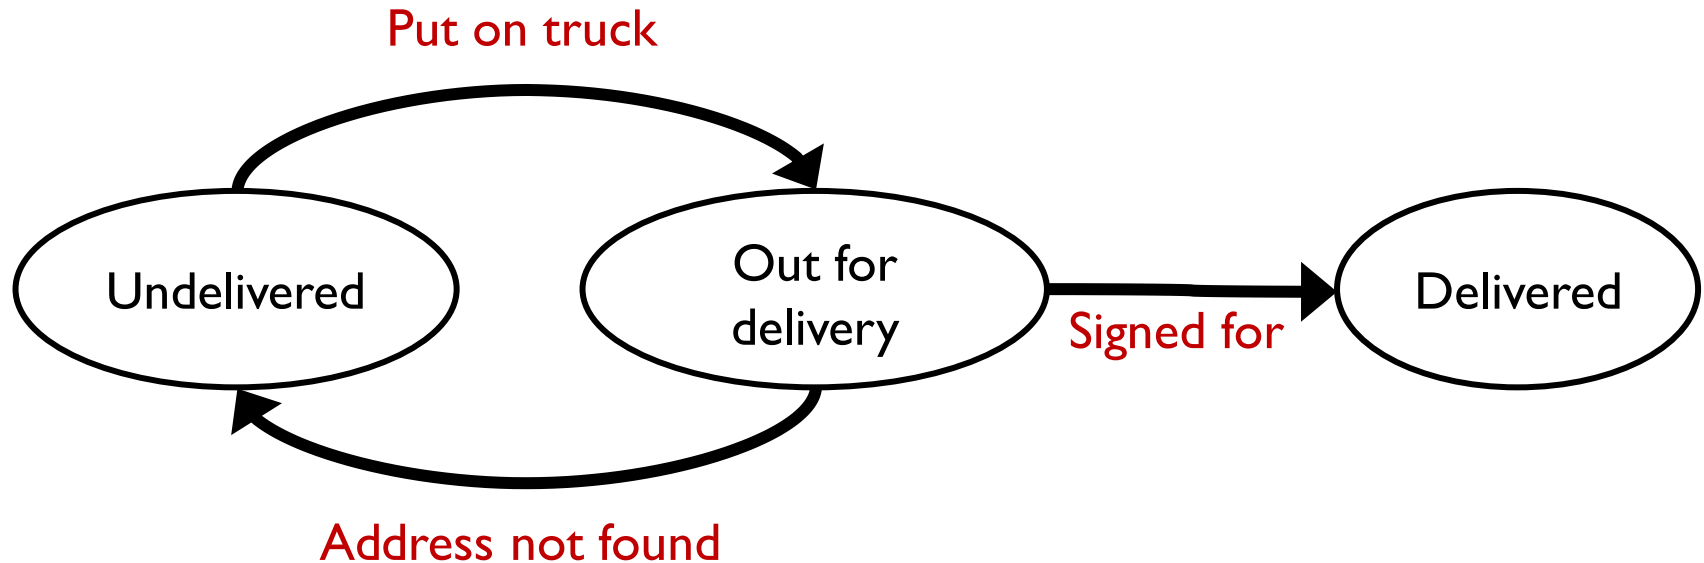 Put on truck
Undelivered
Out for
delivery
Signed for
Delivered
Address not found